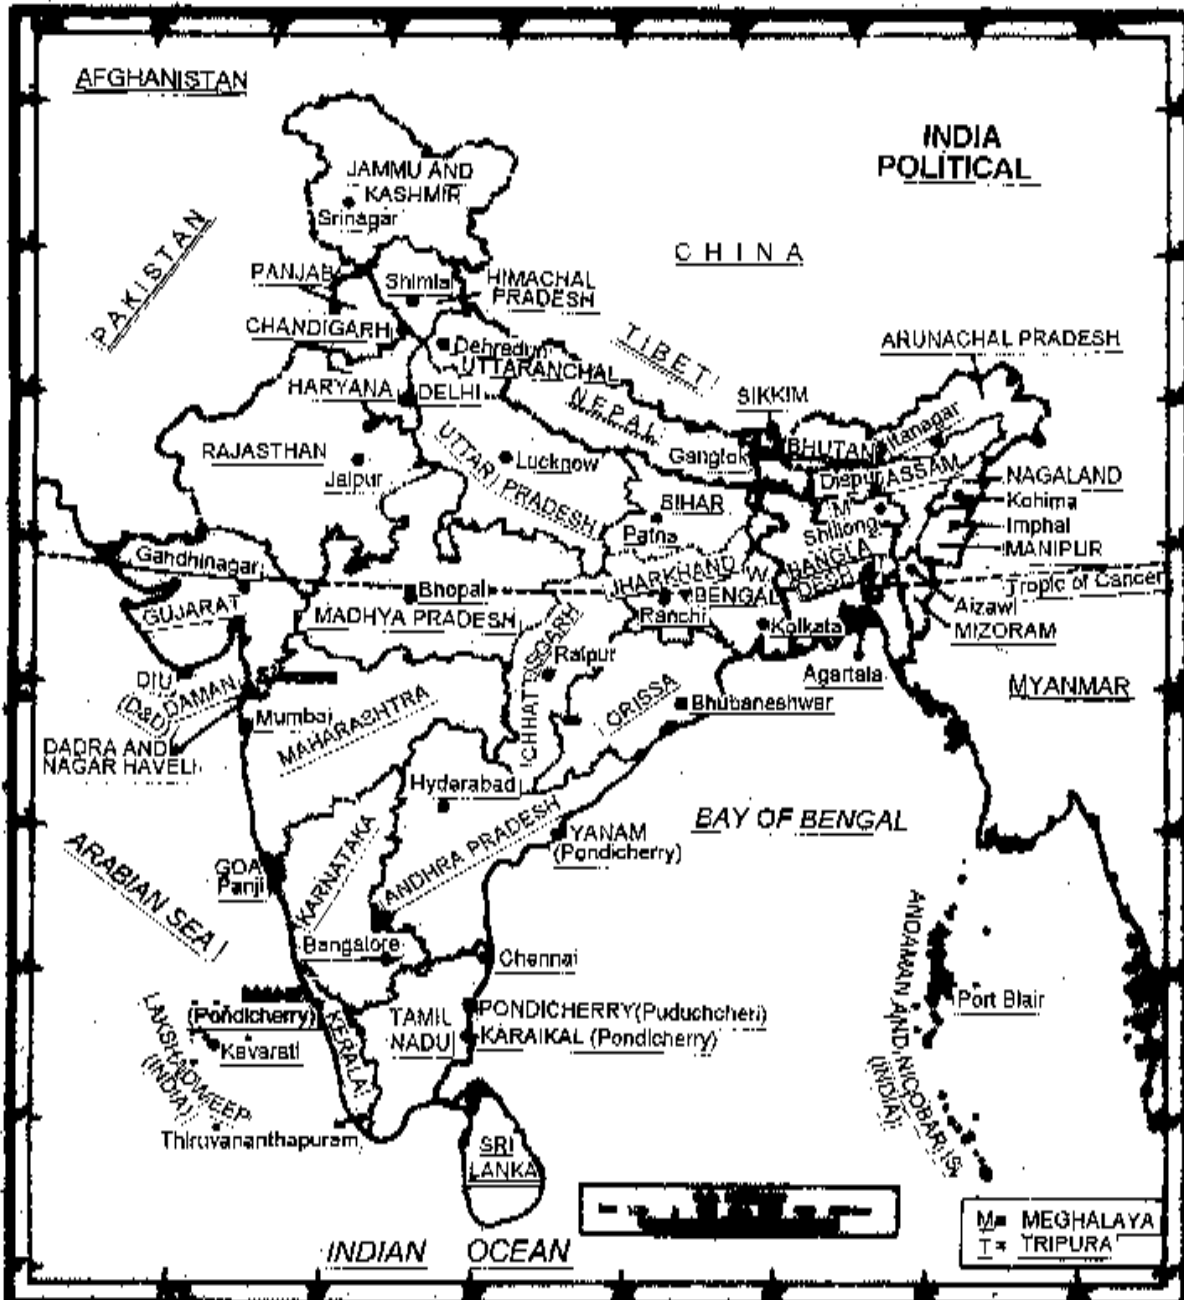 AFGHANISTAN
INDIA
POLITICAL
JAMMU AND
KASHMIR
Srinagar
PAKISTAN
CHINA
PANJAB
Shimla
HIMACHAL
PRADESH
CHANDIGARH
TIBET
ARUNACHAL PRADESH
Dehredun
UTTARANCHAL
HARYANA
DELHI
NEPAL
SIKKIM
RAJASTHAN
Jaipur
UTTAR PRADESH
Lucknow
Gangtok
BHUTAN
Itanagar
Dispur
ASSAM
NAGALAND
Kohima
Imphal
MANIPUR
SIHAR
Patna
M
Shillong
Gandhinagar
Bhopal
JHARKHAND
W.
BENGAL
BANGLA
DESH
T
Tropic of Cancer
GUJARAT
MADHYA PRADESH
Ranchi
Kolkata
Aizawl
MIZORAM
CHHATTISGARH
Raipur
Agartala
DIU
DAMAN
(D&D)
Mumbai
MAHARASHTRA
ORISSA
Bhubaneshwar
MYANMAR
DADRA AND
NAGAR HAVELI
Hyderabad
BAY OF BENGAL
YANAM
(Pondicherry)
ARABIAN SEA
GOA
Panji
KARNATAKA
ANDHRA PRADESH
Bangalore
Chennai
ANDAMAN AND NICOBAR IS.
(INDIA)
Port Blair
(Pondicherry)
LAKSHADWEEP
(INDIA)
Kavarati
KERALA
TAMIL
NADU
PONDICHERRY (Puduchcheri)
KARAIKAL (Pondicherry)
Thiruvananthapuram
SRI
LANKA
INDIAN OCEAN
M= MEGHALAYA
T= TRIPURA